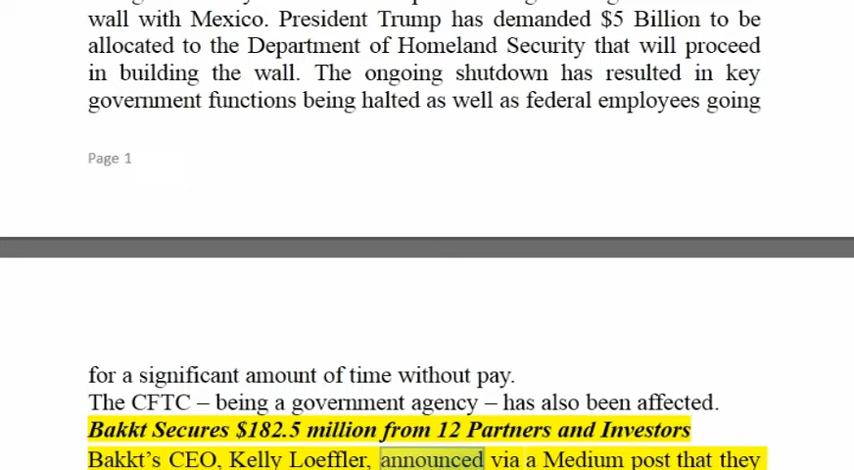 wall with Mexico. President Trump has demanded $5 Billion to be
allocated to the Department of Homeland Security that will proceed
in building the wall. The ongoing shutdown has resulted in key
government functions being halted as well as federal employees going
Page 1
for a significant amount of time without pay.
The CFTC – being a government agency – has also been affected.
Bakkt Secures $182.5 million from 12 Partners and Investors
Bakkt’s CEO, Kelly Loeffler, announced via a Medium post that they